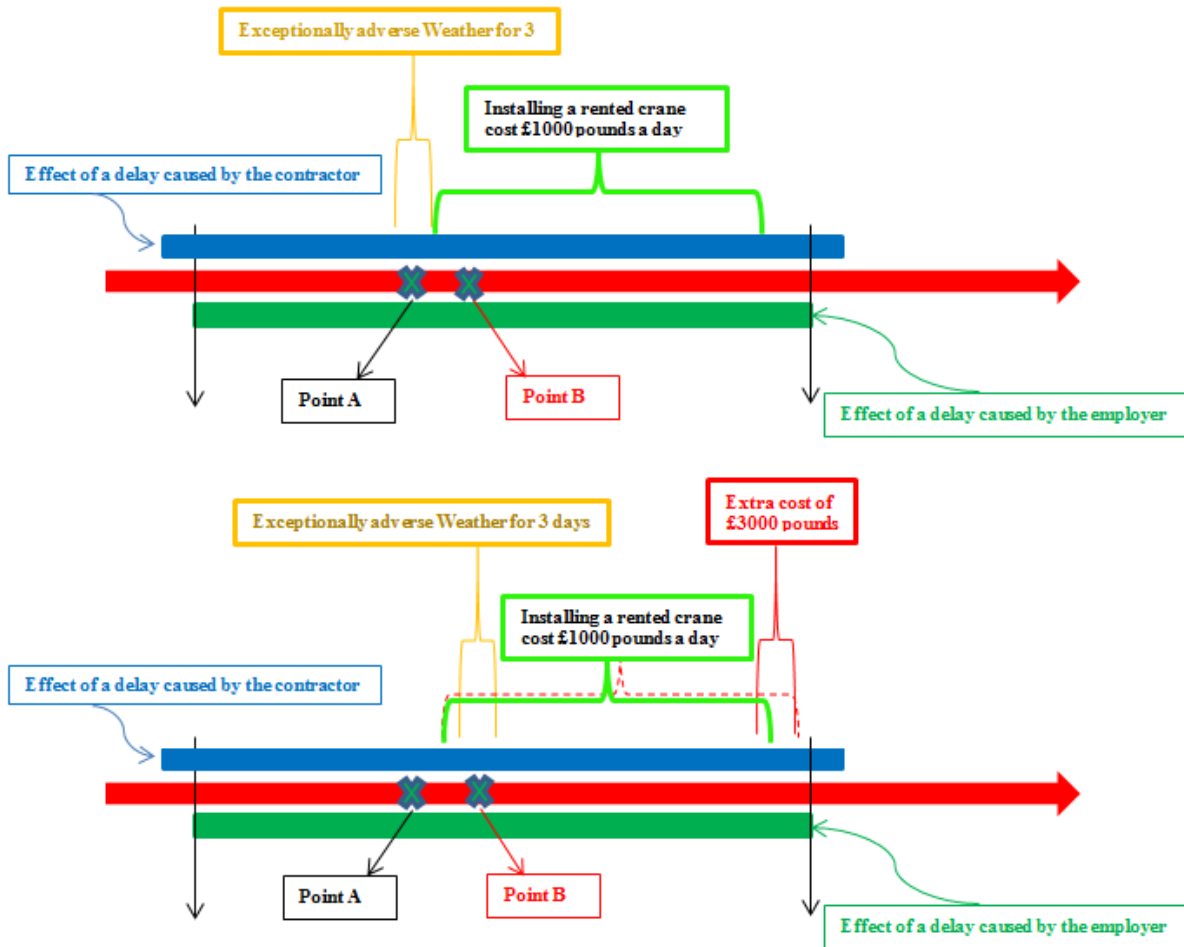 Exceptionally adverse Weather for 3
Installing a rented crane
cost £1000 pounds a day
Effect of a delay caused by the contractor
Point A
Point B
Effect of a delay caused by the employer
Exceptionally adverse Weather for 3 days
Extra cost of
£3000 pounds
Installing a rented crane
cost £1000 pounds a day
Effect of a delay caused by the contractor
Point A
Point B
Effect of a delay caused by the employer